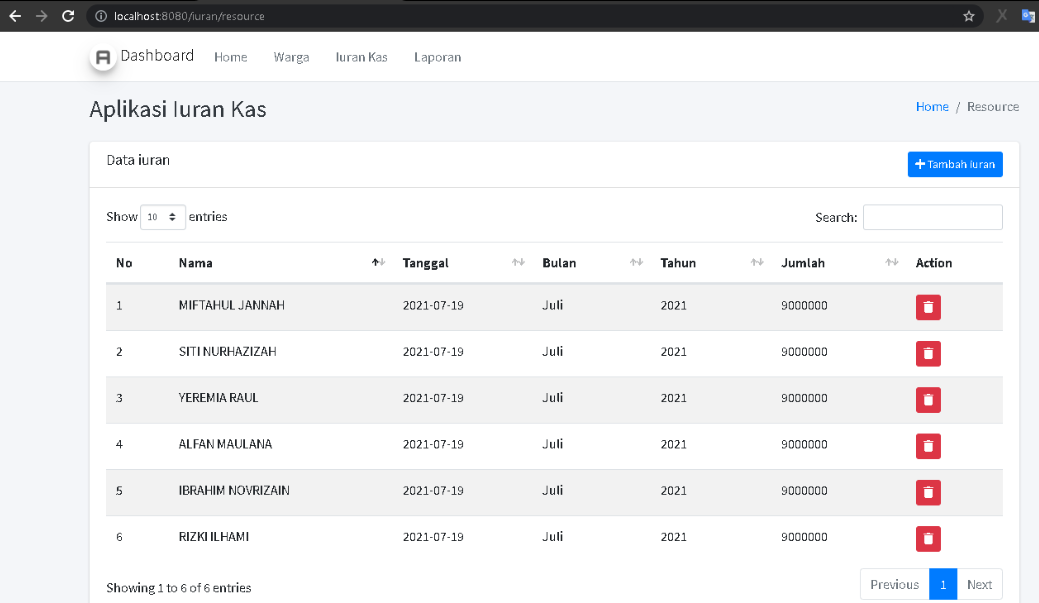 localhost:8080/iuran/resource
Dashboard Home Warga Iuran Kas Laporan
Aplikasi Iuran Kas Home / Resource
Data iuran Tambah Iuran
Show 10 entries Search:
No Nama Tanggal Bulan Tahun Jumlah Action
1 MIFTAHUL JANNAH 2021-07-19 Juli 2021 9000000
2 SITI NURHAZIZAH 2021-07-19 Juli 2021 9000000
3 YEREMIA RAUL 2021-07-19 Juli 2021 9000000
4 ALFAN MAULANA 2021-07-19 Juli 2021 9000000
5 IBRAHIM NOVRIZAIN 2021-07-19 Juli 2021 9000000
6 RIZKI ILHAMI 2021-07-19 Juli 2021 9000000
Showing 1 to 6 of 6 entries Previous 1 Next